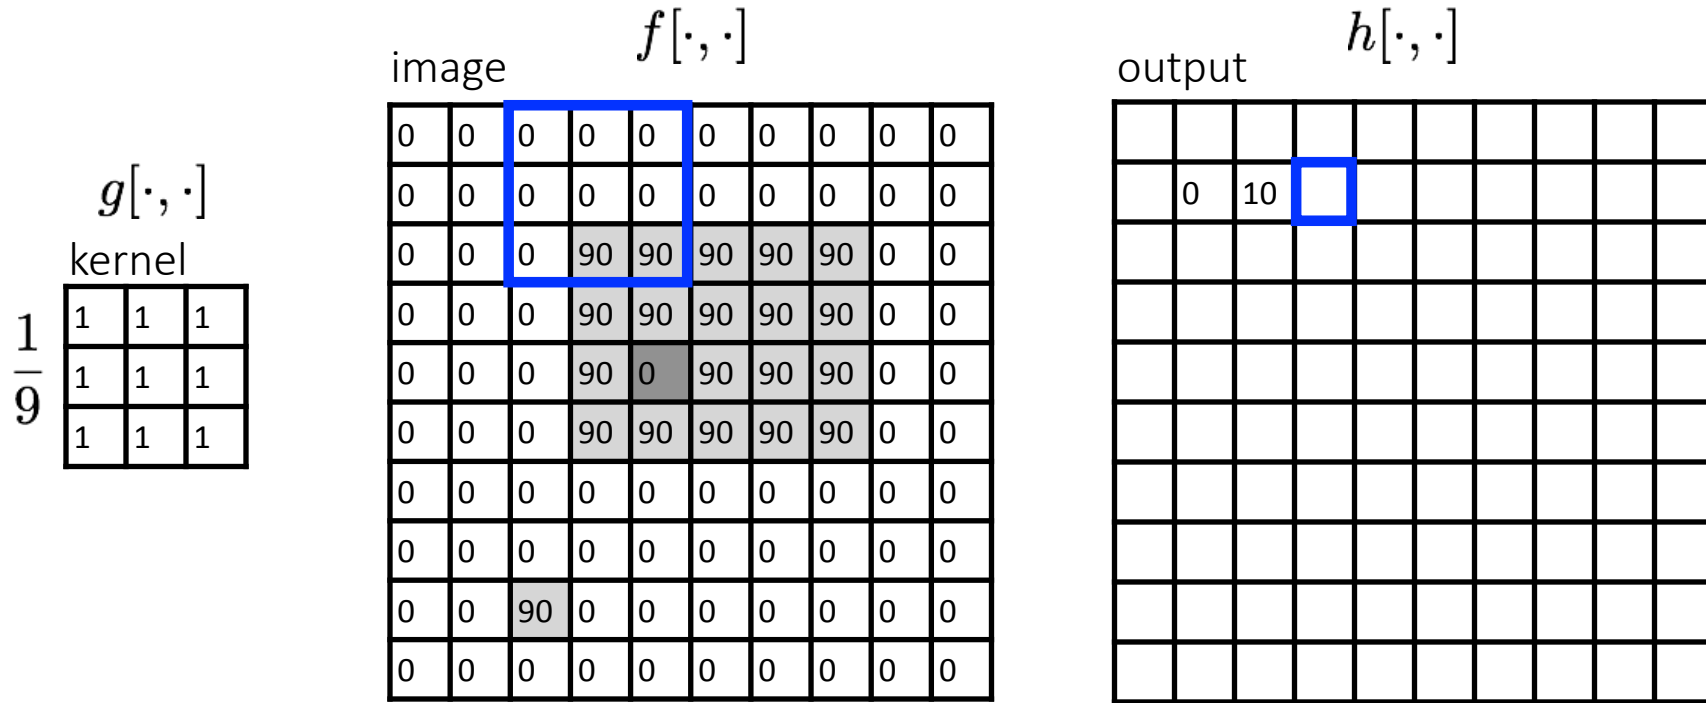 f[·, ·]
h[·, ·]
image
output
g[·, ·]
kernel
1/9
1 1 1
1 1 1
1 1 1
0 0 0 0 0 0 0 0 0 0
0 0 0 0 0 0 0 0 0 0
0 0 0 90 90 90 90 90 0 0
0 0 0 90 90 90 90 90 0 0
0 0 0 90 0 90 90 90 0 0
0 0 0 90 90 90 90 90 0 0
0 0 0 0 0 0 0 0 0 0
0 0 0 0 0 0 0 0 0 0
0 0 90 0 0 0 0 0 0 0
0 0 0 0 0 0 0 0 0 0
0 10